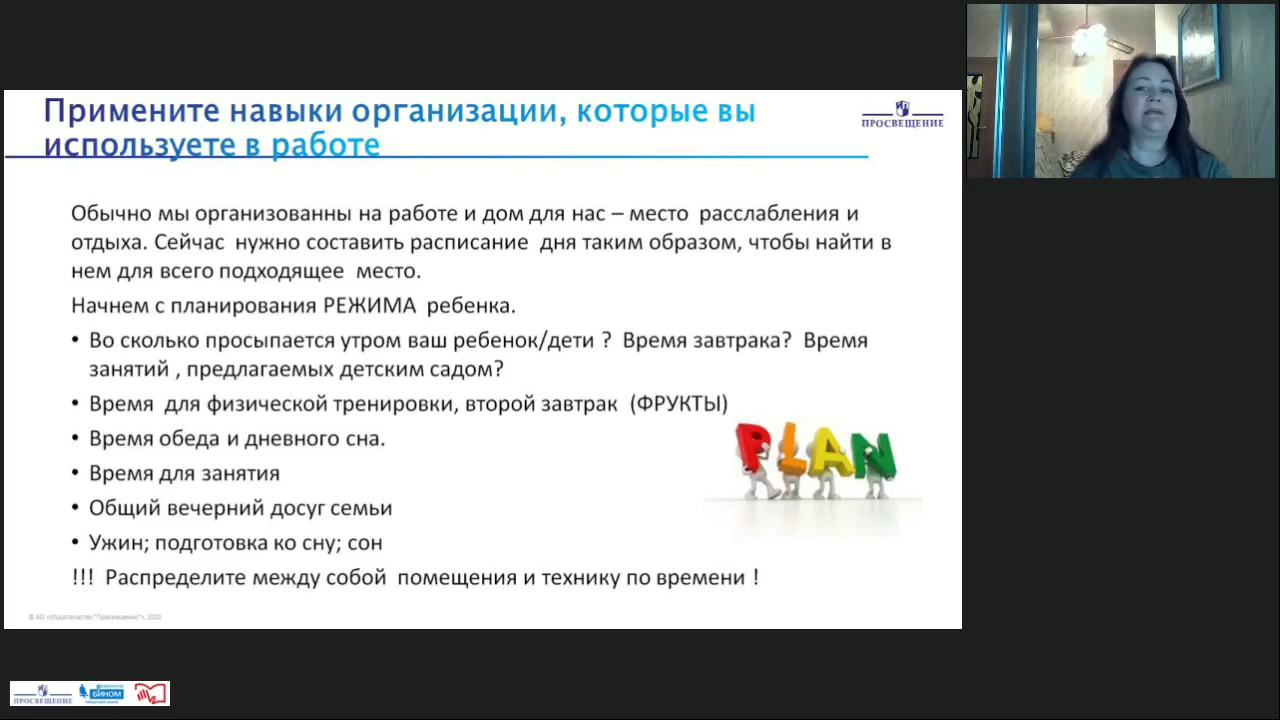 Примените навыки организации, которые вы
используете в работе
ПРОСВЕЩЕНИЕ
Обычно мы организованны на работе и дом для нас – место расслабления и
отдыха. Сейчас нужно составить расписание дня таким образом, чтобы найти в
нем для всего подходящее место.
Начнем с планирования РЕЖИМА ребенка.
• Во сколько просыпается утром ваш ребенок/дети ? Время завтрака? Время
занятий , предлагаемых детским садом?
• Время для физической тренировки, второй завтрак (ФРУКТЫ)
• Время обеда и дневного сна.
• Время для занятия
• Общий вечерний досуг семьи
• Ужин; подготовка ко сну; сон
PLAN
!!! Распределите между собой помещения и технику по времени !
© АО «Издательство "Просвещение"», 2020
ПРОСВЕЩЕНИЕ
БИНОМ